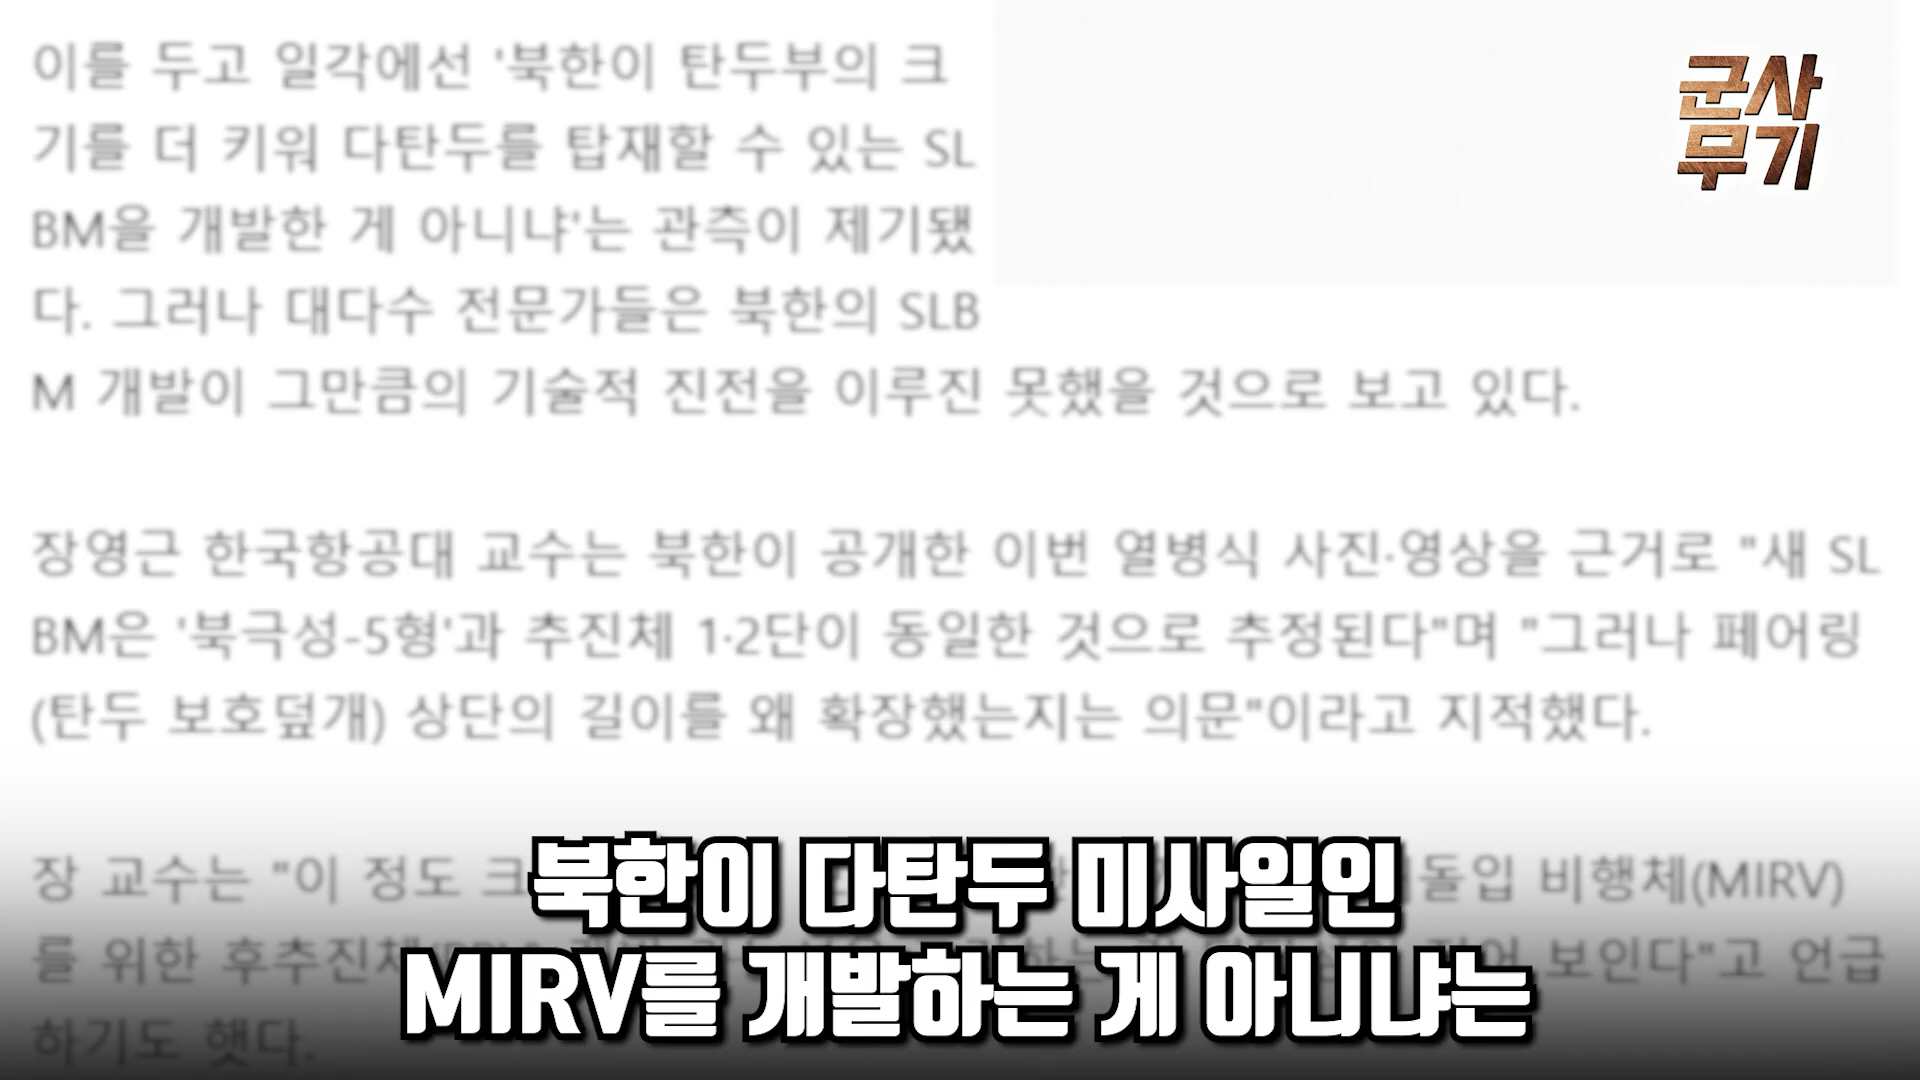 이를 두고 일각에선 '북한이 탄두부의 크
기를 더 키워 다탄두를 탑재할 수 있는 SL
BM을 개발한 게 아니냐'는 관측이 제기됐
다. 그러나 대다수 전문가들은 북한의 SLB
M 개발이 그만큼의 기술적 진전을 이루진 못했을 것으로 보고 있다.
군사
무기
장영근 한국항공대 교수는 북한이 공개한 이번 열병식 사진·영상을 근거로 "새 SL
BM은 '북극성-5형'과 추진체 1·2단이 동일한 것으로 추정된다"며 "그러나 페어링
(탄두 보호덮개) 상단의 길이를 왜 확장했는지는 의문"이라고 지적했다.
장 교수는 "이 정도 돌입 비행체(MIRV)
를 위한 후추진체 보인다"고 언급
하기도 햇다.
북한이 다탄두 미사일인
MIRV를 개발하는 게 아니냐는